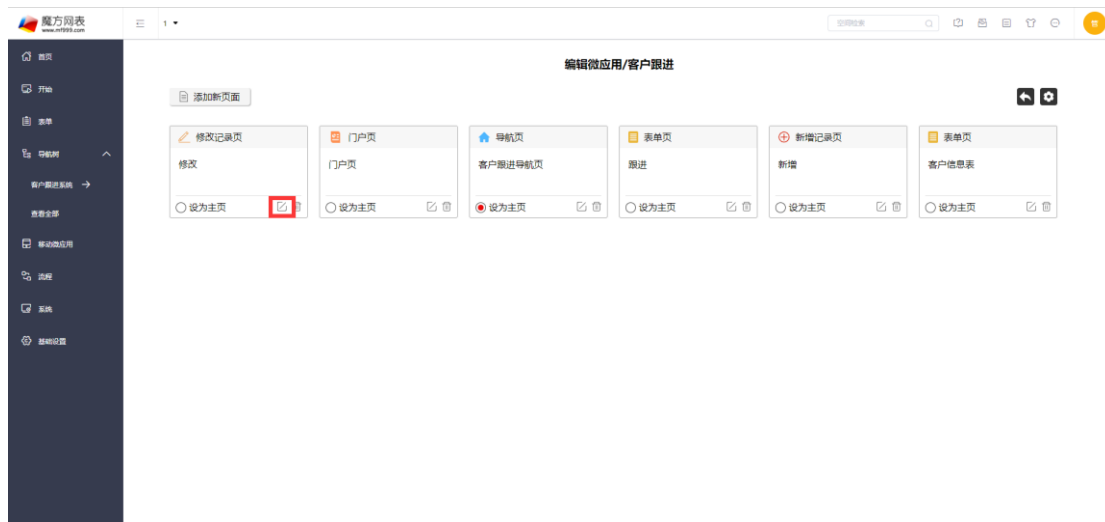 魔方网表
www.mf999.com
1
空间检索
管
首页
开始
表单
导航树
客户跟进系统
查看全部
移动微应用
流程
系统
基础设置
编辑微应用/客户跟进
添加新页面
修改记录页
修改
设为主页
门户页
门户页
设为主页
导航页
客户跟进导航页
设为主页
表单页
跟进
设为主页
新增记录页
新增
设为主页
表单页
客户信息表
设为主页